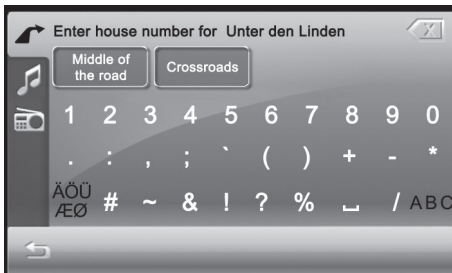 Enter house number for Unter den Linden
Middle of
the road
Crossroads
1 2 3 4 5 6 7 8 9 0
. : , ; ` ( ) + - *
ÄÖÜ
ÆØ # ~ & ! ? % ⎵ / ABC